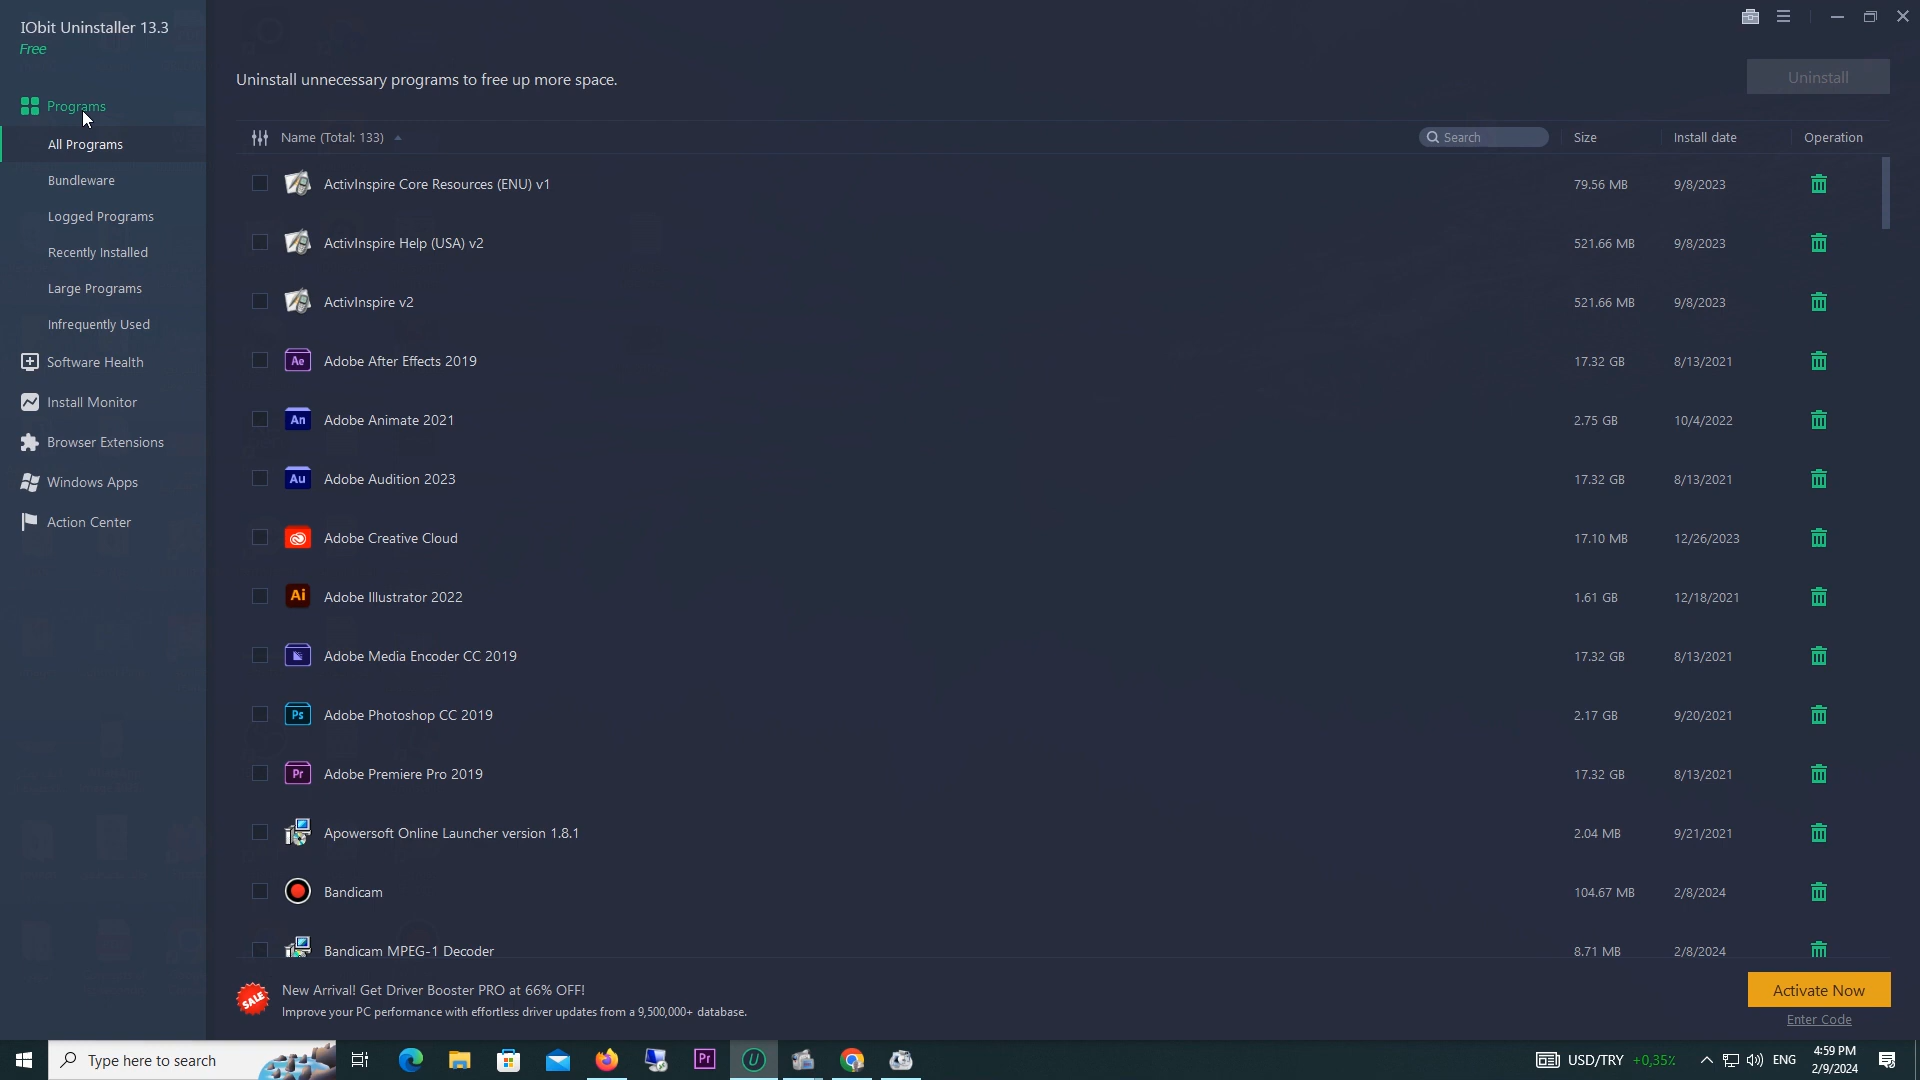 IObit Uninstaller 13.3
Free
Uninstall unnecessary programs to free up more space.
Uninstall
Programs
All Programs
Bundleware
Logged Programs
Recently Installed
Large Programs
Infrequently Used
Software Health
Install Monitor
Browser Extensions
Windows Apps
Action Center
Name (Total: 133) Search Size Install date Operation
ActivInspire Core Resources (ENU) v1 79.56 MB 9/8/2023
ActivInspire Help (USA) v2 521.66 MB 9/8/2023
ActivInspire v2 521.66 MB 9/8/2023
Ae Adobe After Effects 2019 17.32 GB 8/13/2021
An Adobe Animate 2021 2.75 GB 10/4/2022
Au Adobe Audition 2023 17.32 GB 8/13/2021
Adobe Creative Cloud 17.10 MB 12/26/2023
Ai Adobe Illustrator 2022 1.61 GB 12/18/2021
Adobe Media Encoder CC 2019 17.32 GB 8/13/2021
Ps Adobe Photoshop CC 2019 2.17 GB 9/20/2021
Pr Adobe Premiere Pro 2019 17.32 GB 8/13/2021
Apowersoft Online Launcher version 1.8.1 2.04 MB 9/21/2021
Bandicam 104.67 MB 2/8/2024
Bandicam MPEG-1 Decoder 8.71 MB 2/8/2024
SALE
New Arrival! Get Driver Booster PRO at 66% OFF!
Improve your PC performance with effortless driver updates from a 9,500,000+ database.
Activate Now
Enter Code
Type here to search
Pr
U
USD/TRY +0,35%
ENG
4:59 PM
2/9/2024